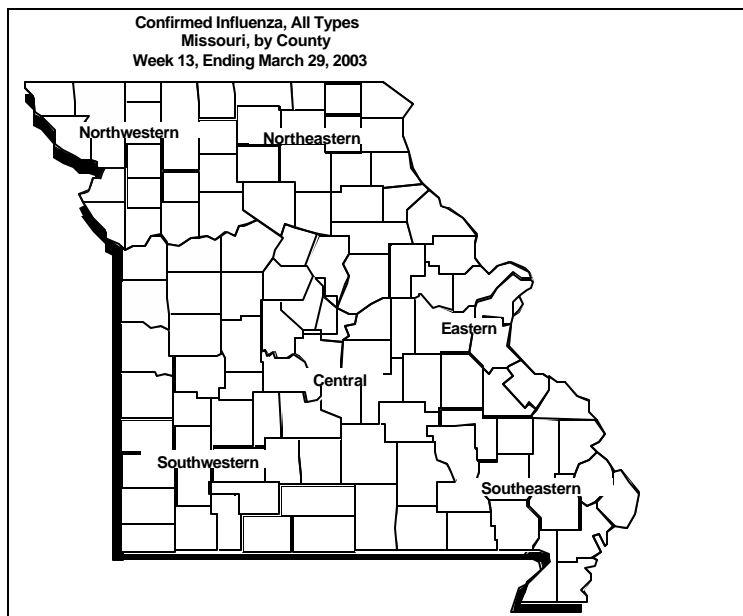 Confirmed Influenza, All Types
Missouri, by County
Week 13, Ending March 29, 2003
Northwestern
Northeastern
Eastern
Central
Southwestern
Southeastern